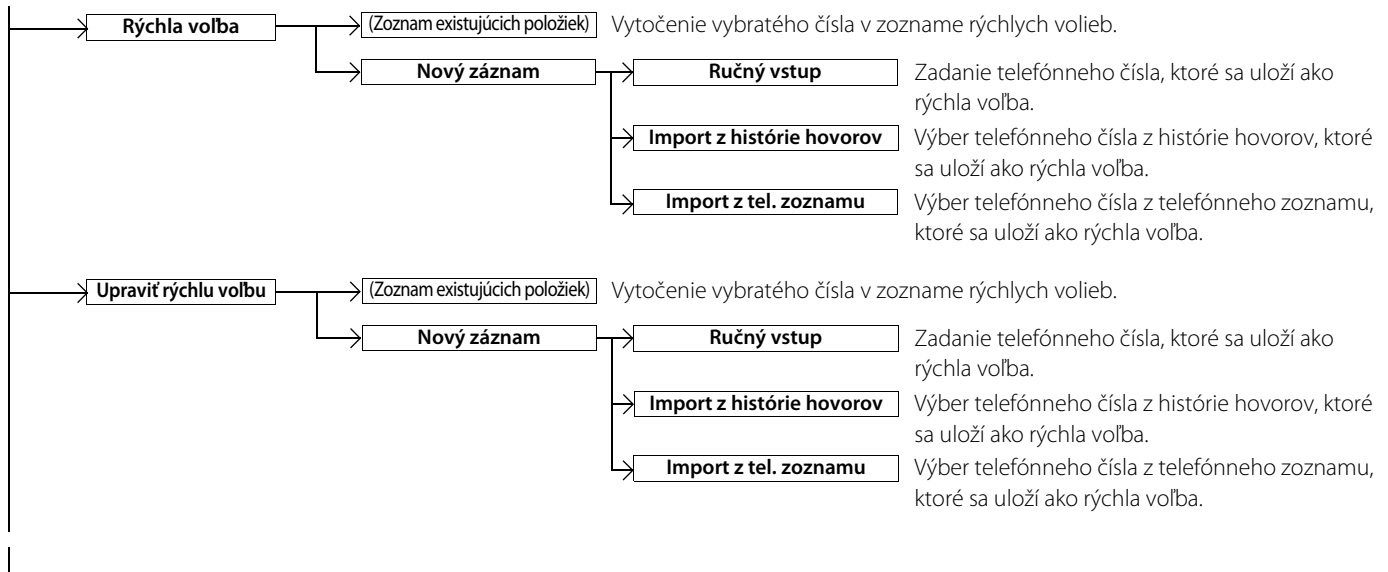 Rýchla voľba (Zoznam existujúcich položiek) Vytočenie vybratého čísla v zozname rýchlych volieb.
Nový záznam Ručný vstup Zadanie telefónneho čísla, ktoré sa uloží ako
rýchla voľba.
Import z histórie hovorov Výber telefónneho čísla z histórie hovorov, ktoré
sa uloží ako rýchla voľba.
Import z tel. zoznamu Výber telefónneho čísla z telefónneho zoznamu,
ktoré sa uloží ako rýchla voľba.
Upraviť rýchlu voľbu (Zoznam existujúcich položiek) Vytočenie vybratého čísla v zozname rýchlych volieb.
Nový záznam Ručný vstup Zadanie telefónneho čísla, ktoré sa uloží ako
rýchla voľba.
Import z histórie hovorov Výber telefónneho čísla z histórie hovorov, ktoré
sa uloží ako rýchla voľba.
Import z tel. zoznamu Výber telefónneho čísla z telefónneho zoznamu,
ktoré sa uloží ako rýchla voľba.